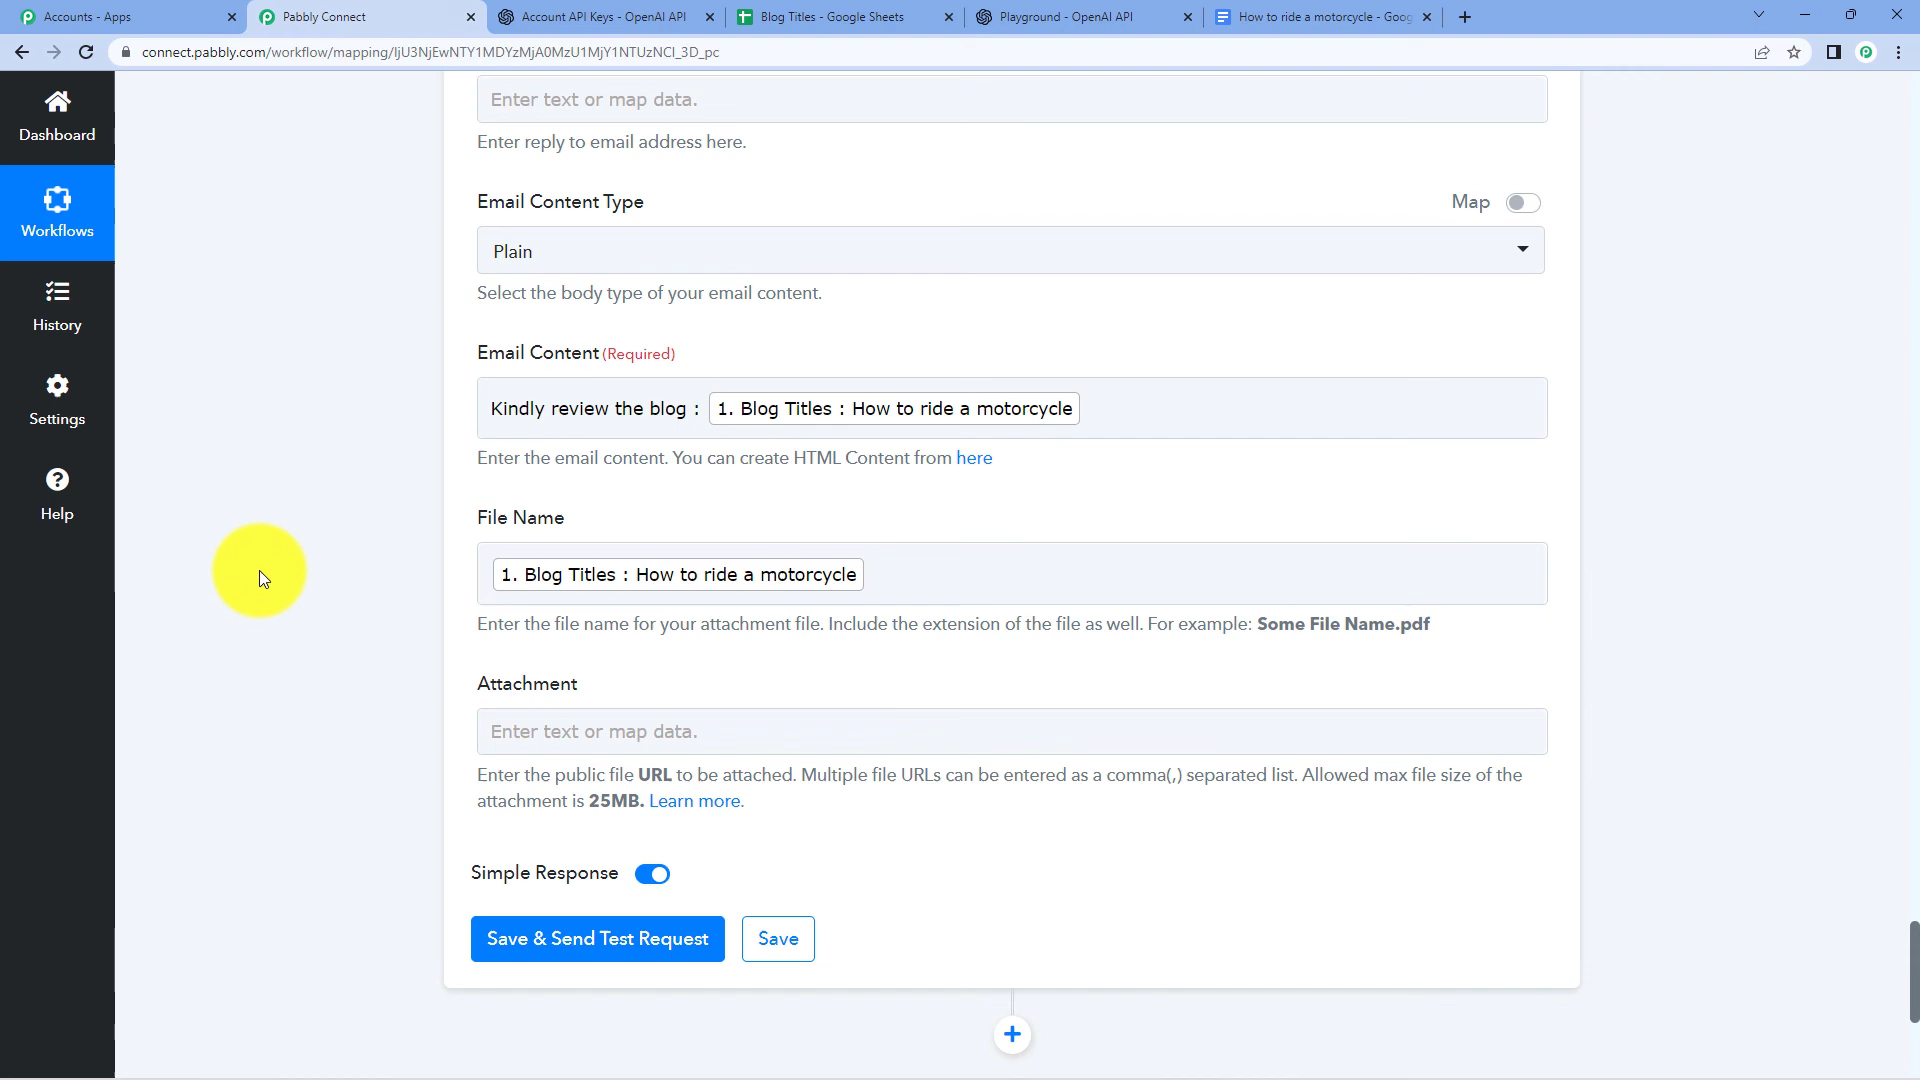 Accounts - Apps
Pabbly Connect
Account API Keys - OpenAI API
Blog Titles - Google Sheets
Playground - OpenAI API
How to ride a motorcycle - Goog
connect.pabbly.com/workflow/mapping/IjU3NjEwNTY1MDYzMjA0MzU1MjY1NTUzNCI_3D_pc
Dashboard
Workflows
History
Settings
Help
Enter text or map data.
Enter reply to email address here.
Email Content Type
Map
Plain
Select the body type of your email content.
Email Content (Required)
Kindly review the blog : 1. Blog Titles : How to ride a motorcycle
Enter the email content. You can create HTML Content from here
File Name
1. Blog Titles : How to ride a motorcycle
Enter the file name for your attachment file. Include the extension of the file as well. For example: Some File Name.pdf
Attachment
Enter text or map data.
Enter the public file URL to be attached. Multiple file URLs can be entered as a comma(,) separated list. Allowed max file size of the
attachment is 25MB. Learn more.
Simple Response
Save & Send Test Request
Save